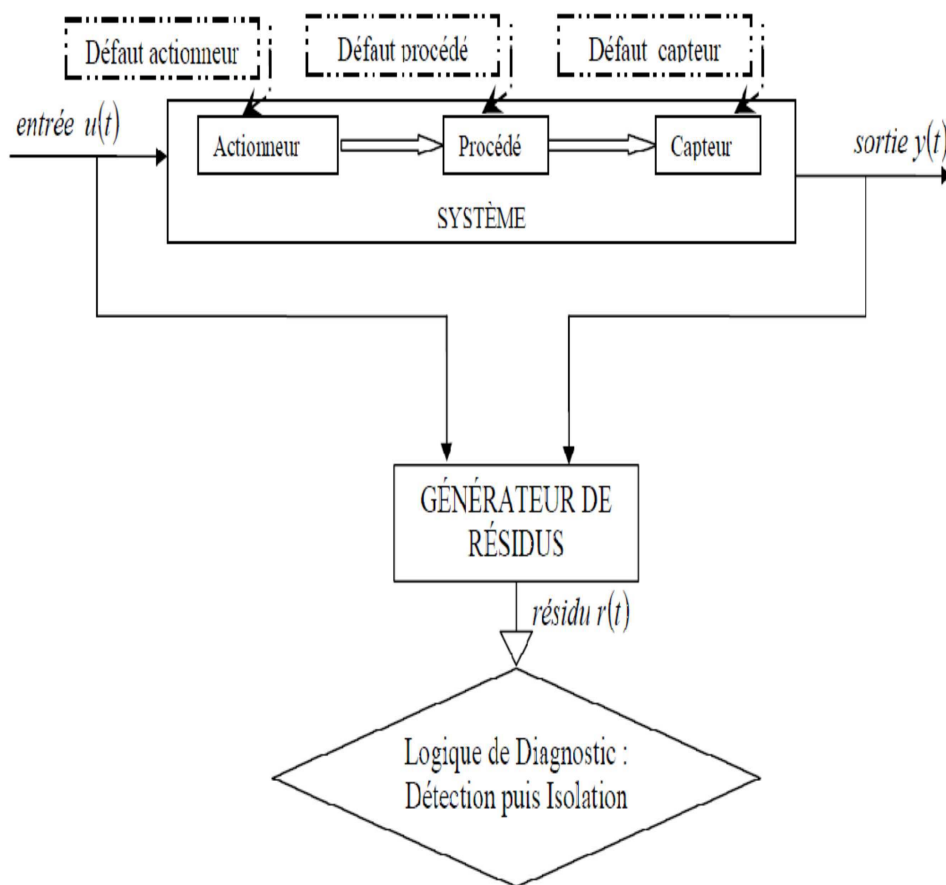 Défaut actionneur
Défaut procédé
Défaut capteur
entrée u(t)
Actionneur
Procédé
Capteur
sortie y(t)
SYSTÈME
GÉNÉRATEUR DE
RÉSIDUS
résidu r(t)
Logique de Diagnostic :
Détection puis Isolation